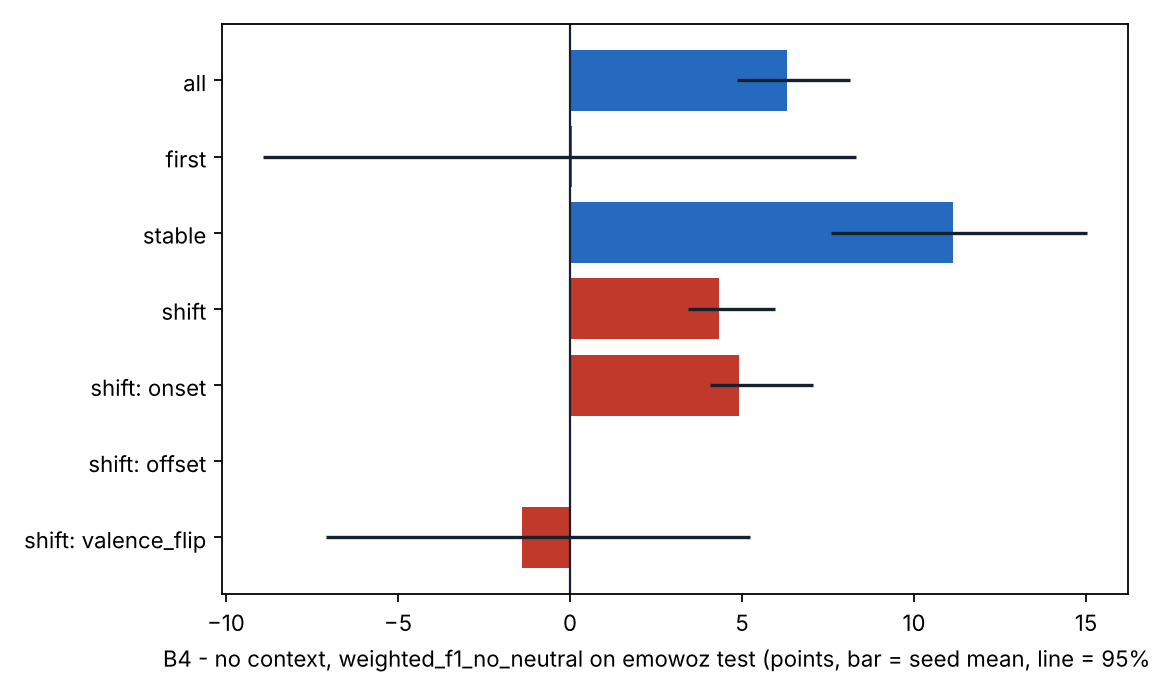 all
first
stable
shift
shift: onset
shift: offset
shift: valence_flip
−10 −5 0 5 10 15
B4 - no context, weighted_f1_no_neutral on emowoz test (points, bar = seed mean, line = 95%